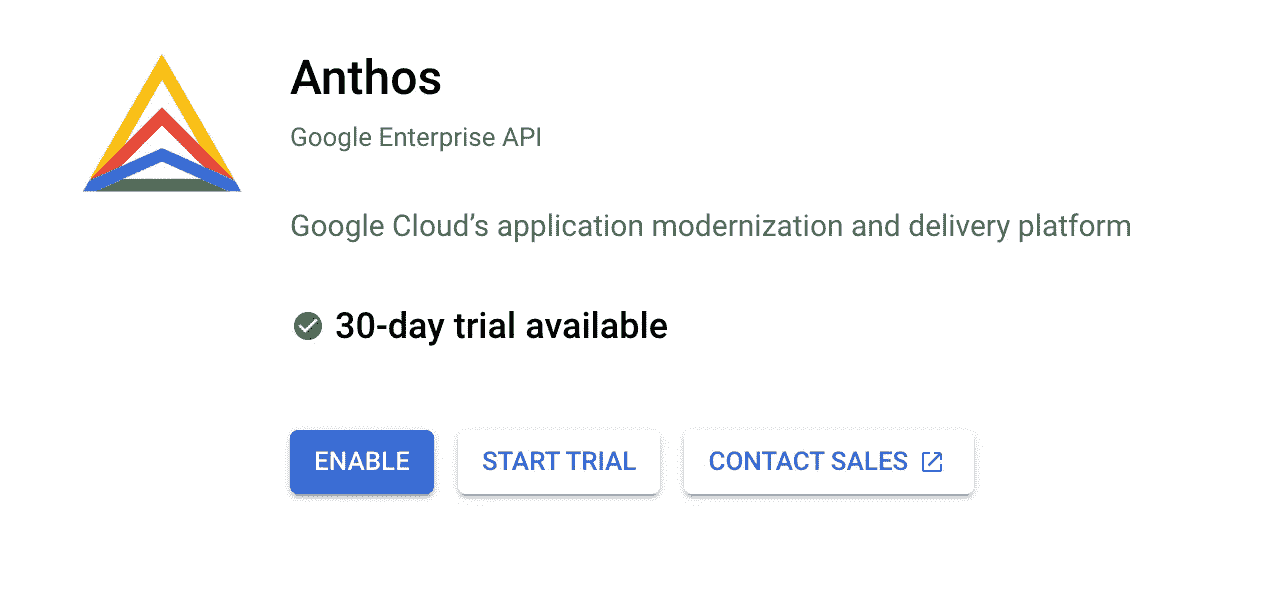 Anthos
Google Enterprise API
Google Cloud’s application modernization and delivery platform
30-day trial available
ENABLE START TRIAL CONTACT SALES